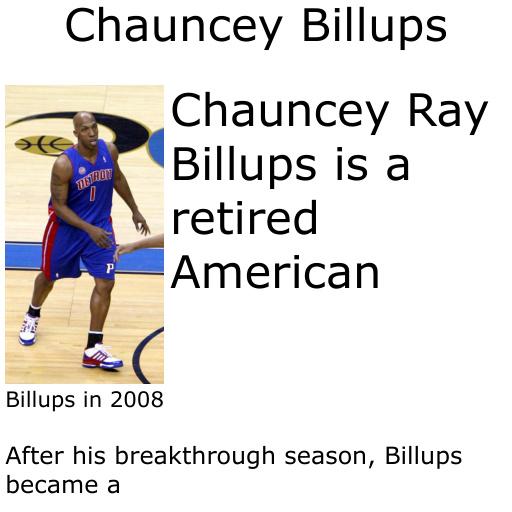 Chauncey Billups
Chauncey Ray
Billups is a
retired
American
DETROIT
1
P
Billups in 2008
After his breakthrough season, Billups
became a